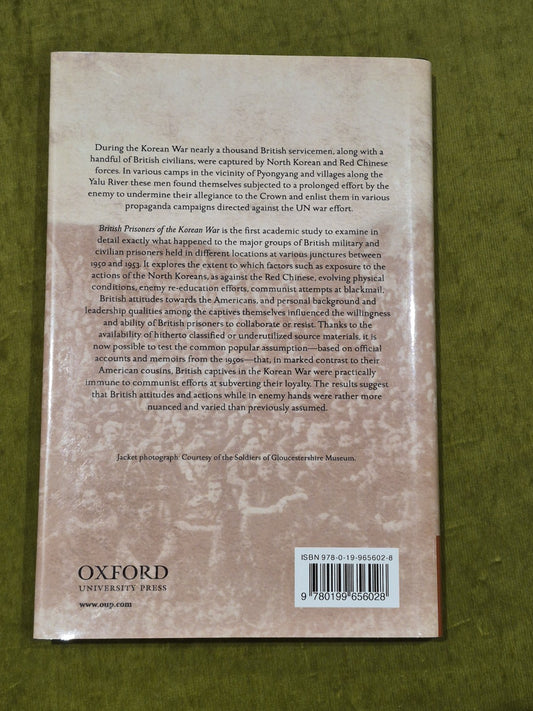 During the Korean War nearly a thousand British servicemen, along with a
handful of British civilians, were captured by North Korean and Red Chinese
forces. In various camps in the vicinity of Pyongyang and villages along the
Yalu River these men found themselves subjected to a prolonged effort by the
enemy to undermine their allegiance to the Crown and enlist them in various
propaganda campaigns directed against the UN war effort.
British Prisoners of the Korean War is the first academic study to examine in
detail exactly what happened to the major groups of British military and
civilian prisoners held in different locations at various junctures between
1950 and 1953. It explores the extent to which factors such as exposure to the
actions of the North Koreans, as against the Red Chinese, evolving physical
conditions, enemy re-education efforts, communist attempts at blackmail,
British attitudes towards the Americans, and personal background and
leadership qualities among the captives themselves influenced the willingness
and ability of British prisoners to collaborate or resist. Thanks to the
availability of hitherto classified or underutilized source materials, it is
now possible to test the common popular assumption—based on official
accounts and memoirs from the 1950s—that, in marked contrast to their
American cousins, British captives in the Korean War were practically
immune to communist efforts at subverting their loyalty. The results suggest
that British attitudes and actions while in enemy hands were rather more
nuanced and varied than previously assumed.
Jacket photograph: Courtesy of the Soldiers of Gloucestershire Museum.
ISBN 978-0-19-965602-8
9 780199 656028
OXFORD
UNIVERSITY PRESS
www.oup.com